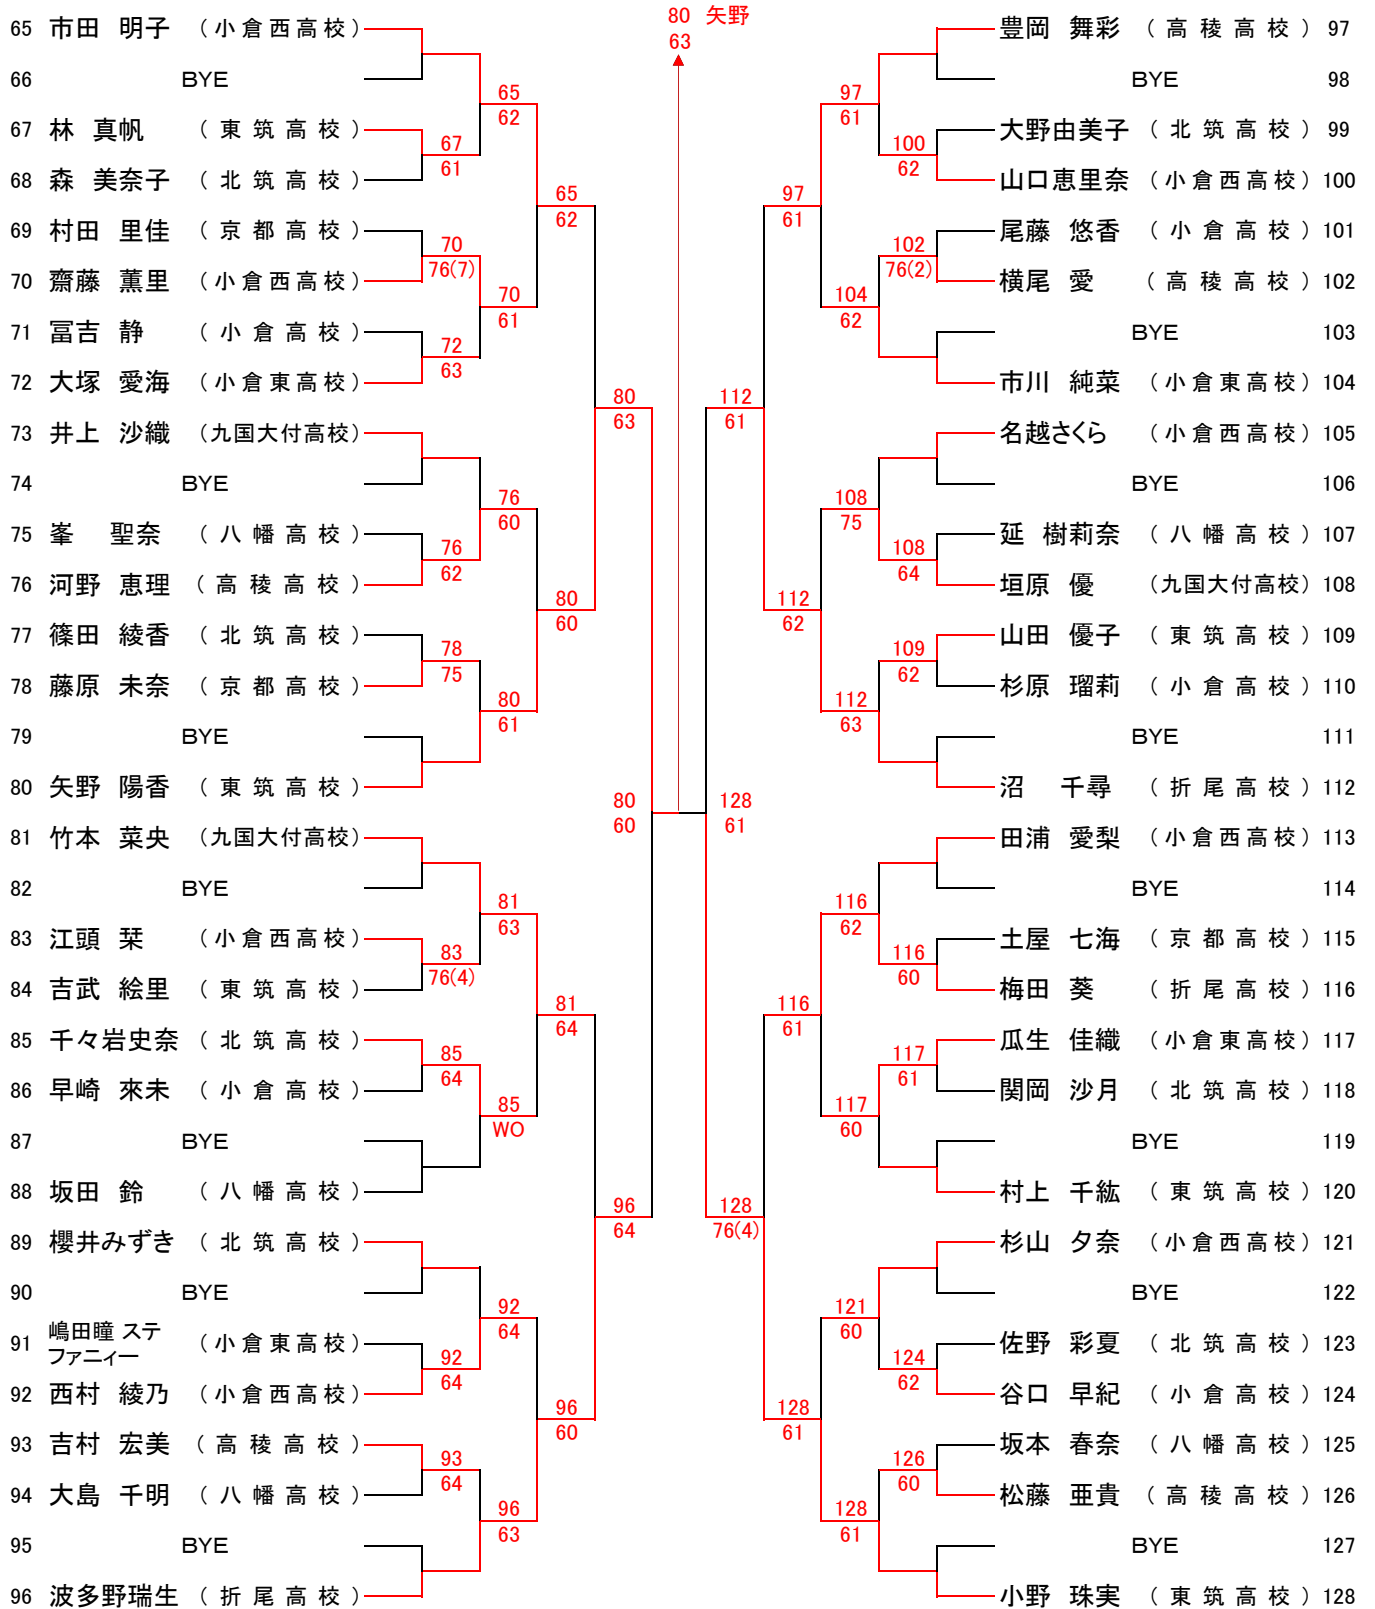 80 矢野
63
65 市田 明子 (小倉西高校)
66 BYE
67 林 真帆 (東筑高校)
68 森 美奈子 (北筑高校)
69 村田 里佳 (京都高校)
70 齋藤 薫里 (小倉西高校)
71 冨吉 静 (小倉高校)
72 大塚 愛海 (小倉東高校)
73 井上 沙織 (九国大付高校)
74 BYE
75 峯 聖奈 (八幡高校)
76 河野 恵理 (高稜高校)
77 篠田 綾香 (北筑高校)
78 藤原 未奈 (京都高校)
79 BYE
80 矢野 陽香 (東筑高校)
81 竹本 菜央 (九国大付高校)
82 BYE
83 江頭 栞 (小倉西高校)
84 吉武 絵里 (東筑高校)
85 千々岩史奈 (北筑高校)
86 早崎 來未 (小倉高校)
87 BYE
88 坂田 鈴 (八幡高校)
89 櫻井みずき (北筑高校)
90 BYE
91 嶋田瞳 ステ
ファニィー (小倉東高校)
92 西村 綾乃 (小倉西高校)
93 吉村 宏美 (高稜高校)
94 大島 千明 (八幡高校)
95 BYE
96 波多野瑞生 (折尾高校)
67
61
70
76(7)
72
63
76
62
78
75
83
76(4)
85
64
92
64
93
64
65
62
70
61
76
60
80
61
81
63
85
WO
92
64
96
63
65
62
80
60
81
64
96
60
80
63
96
64
80
60
128
61
112
61
128
76(4)
97
61
112
62
116
61
128
61
97
61
104
62
108
75
112
63
116
62
117
60
121
60
128
61
100
62
102
76(2)
108
64
109
62
116
60
117
61
124
62
126
60
豊岡 舞彩 (高稜高校) 97
BYE 98
大野由美子 (北筑高校) 99
山口恵里奈 (小倉西高校) 100
尾藤 悠香 (小倉高校) 101
横尾 愛 (高稜高校) 102
BYE 103
市川 純菜 (小倉東高校) 104
名越さくら (小倉西高校) 105
BYE 106
延 樹莉奈 (八幡高校) 107
垣原 優 (九国大付高校) 108
山田 優子 (東筑高校) 109
杉原 瑠莉 (小倉高校) 110
BYE 111
沼 千尋 (折尾高校) 112
田浦 愛梨 (小倉西高校) 113
BYE 114
土屋 七海 (京都高校) 115
梅田 葵 (折尾高校) 116
瓜生 佳織 (小倉東高校) 117
関岡 沙月 (北筑高校) 118
BYE 119
村上 千紘 (東筑高校) 120
杉山 夕奈 (小倉西高校) 121
BYE 122
佐野 彩夏 (北筑高校) 123
谷口 早紀 (小倉高校) 124
坂本 春奈 (八幡高校) 125
松藤 亜貴 (高稜高校) 126
BYE 127
小野 珠実 (東筑高校) 128